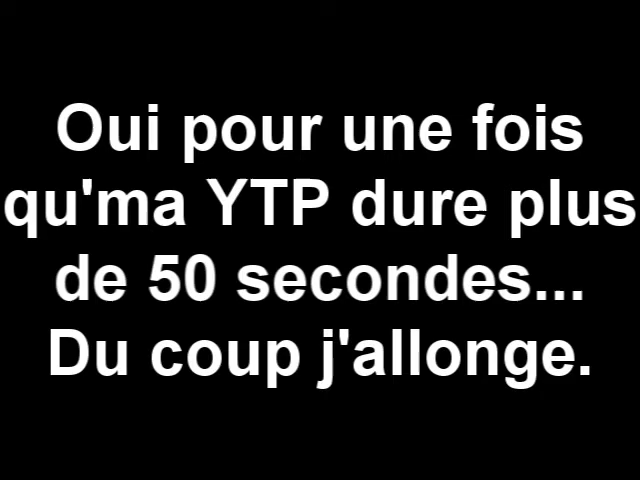 Oui pour une fois
qu'ma YTP dure plus
de 50 secondes...
Du coup j'allonge.